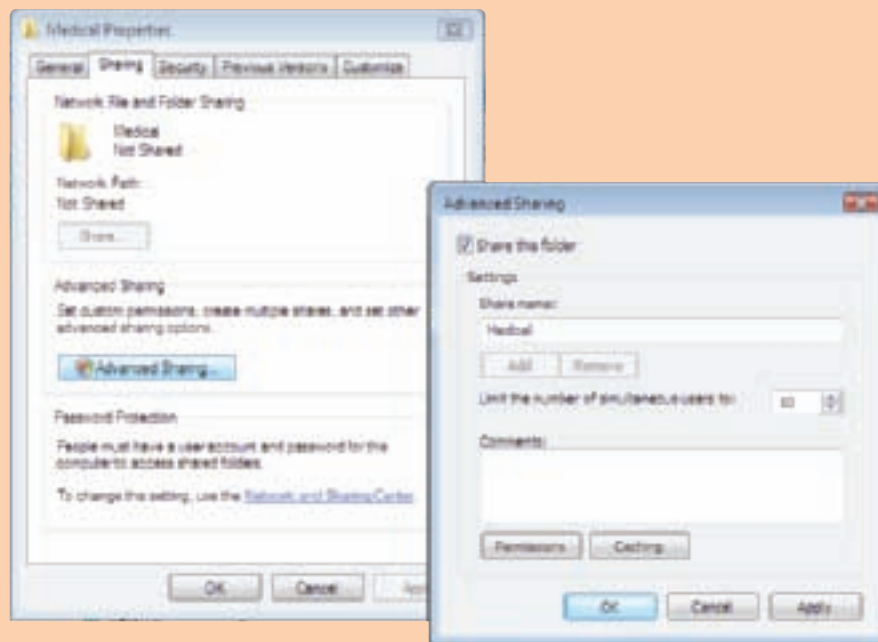 Medical Properties
General Sharing Security Previous Versions Customize
Network File and Folder Sharing
Medical
Not Shared
Network Path:
Not Shared
Share...
Advanced Sharing
Set custom permissions, create multiple shares, and set other
advanced sharing options.
Advanced Sharing...
Password Protection
People must have a user account and password for this
computer to access shared folders.
To change this setting, use the Network and Sharing Center.
OK Cancel
Advanced Sharing
Share this folder
Settings
Share name:
Medical
Add Remove
Limit the number of simultaneous users to:
Comments:
Permissions Caching
OK Cancel Apply